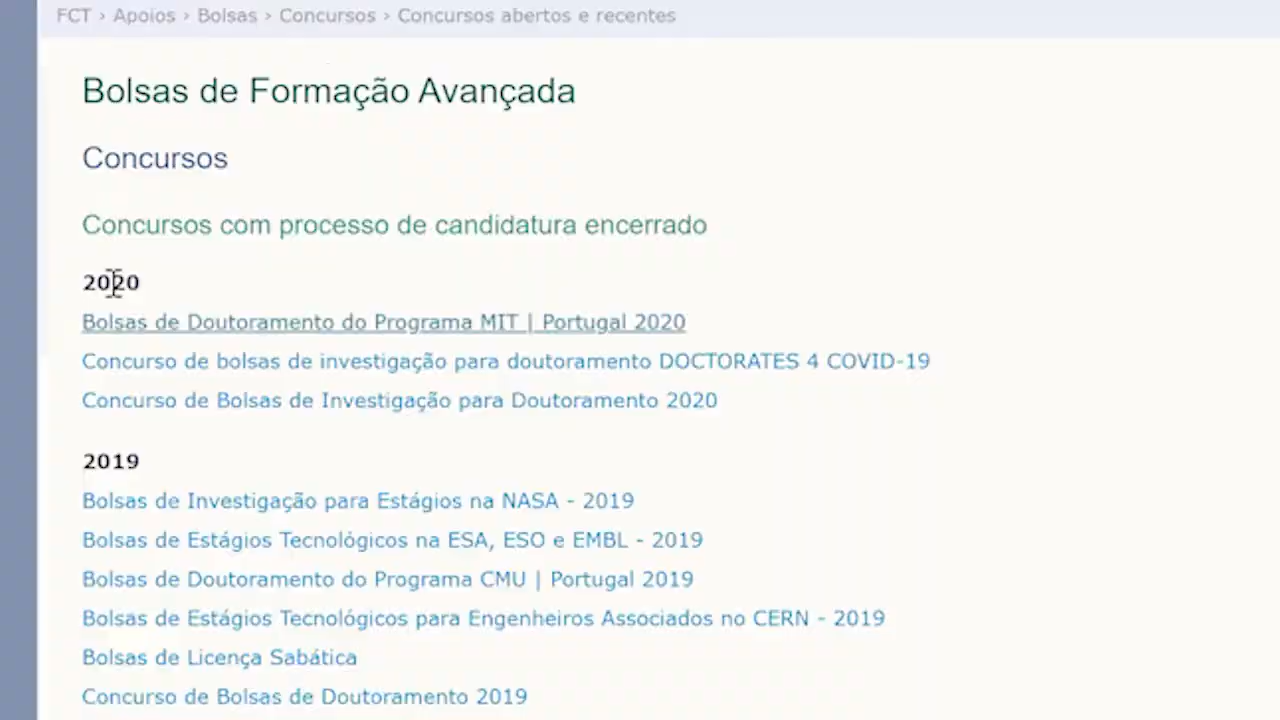 FCT › Apoios › Bolsas › Concursos › Concursos abertos e recentes
Bolsas de Formação Avançada
Concursos
Concursos com processo de candidatura encerrado
2020
Bolsas de Doutoramento do Programa MIT | Portugal 2020
Concurso de bolsas de investigação para doutoramento DOCTORATES 4 COVID-19
Concurso de Bolsas de Investigação para Doutoramento 2020
2019
Bolsas de Investigação para Estágios na NASA - 2019
Bolsas de Estágios Tecnológicos na ESA, ESO e EMBL - 2019
Bolsas de Doutoramento do Programa CMU | Portugal 2019
Bolsas de Estágios Tecnológicos para Engenheiros Associados no CERN - 2019
Bolsas de Licença Sabática
Concurso de Bolsas de Doutoramento 2019